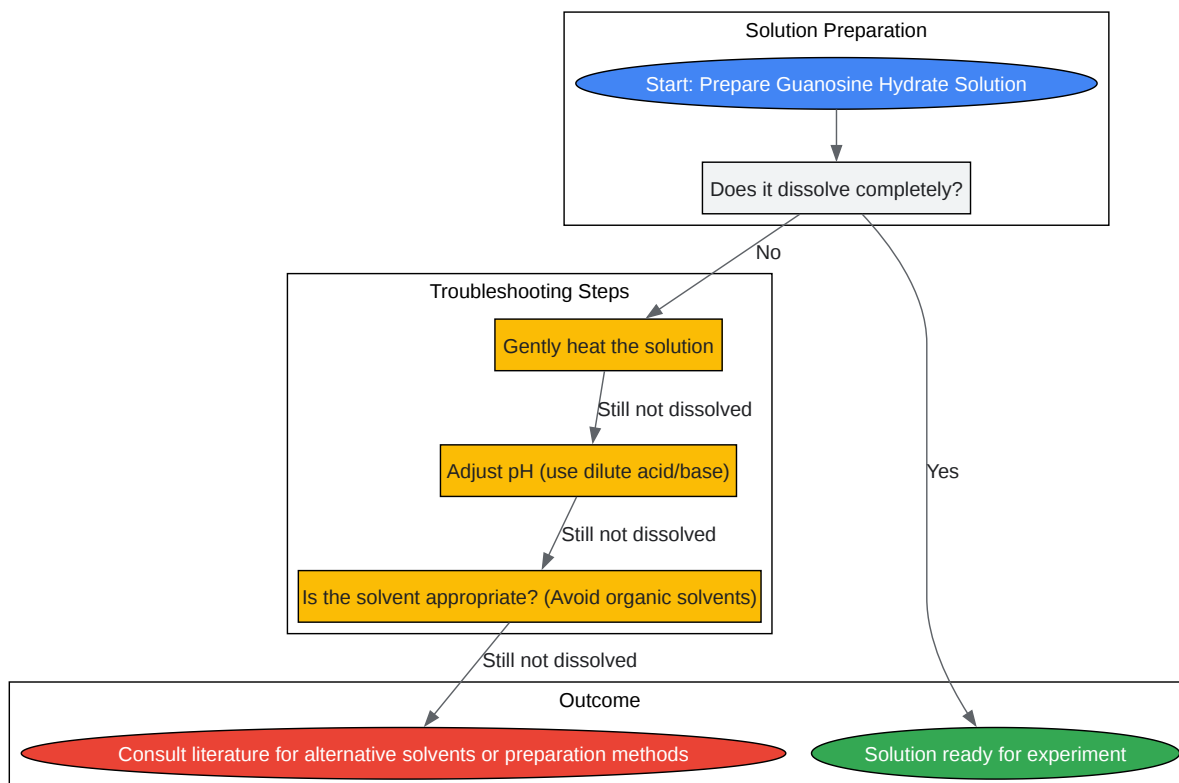 Solution Preparation
Start: Prepare Guanosine Hydrate Solution
Does it dissolve completely?
No
Troubleshooting Steps
Gently heat the solution
Still not dissolved
Adjust pH (use dilute acid/base)
Yes
Still not dissolved
Is the solvent appropriate? (Avoid organic solvents)
Still not dissolved
Outcome
Consult literature for alternative solvents or preparation methods
Solution ready for experiment